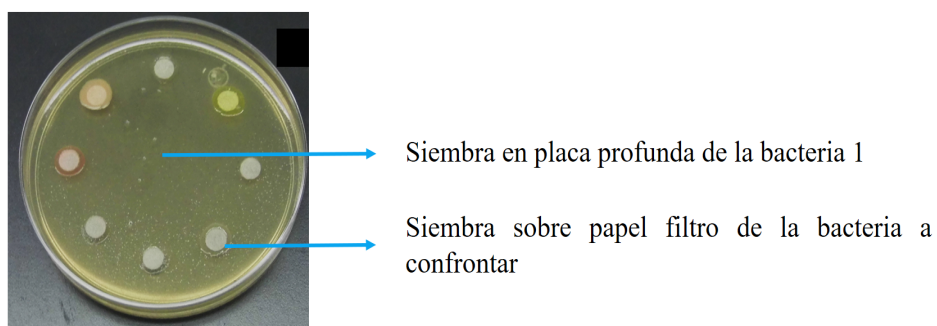 Siembra en placa profunda de la bacteria 1
Siembra sobre papel filtro de la bacteria a
confrontar